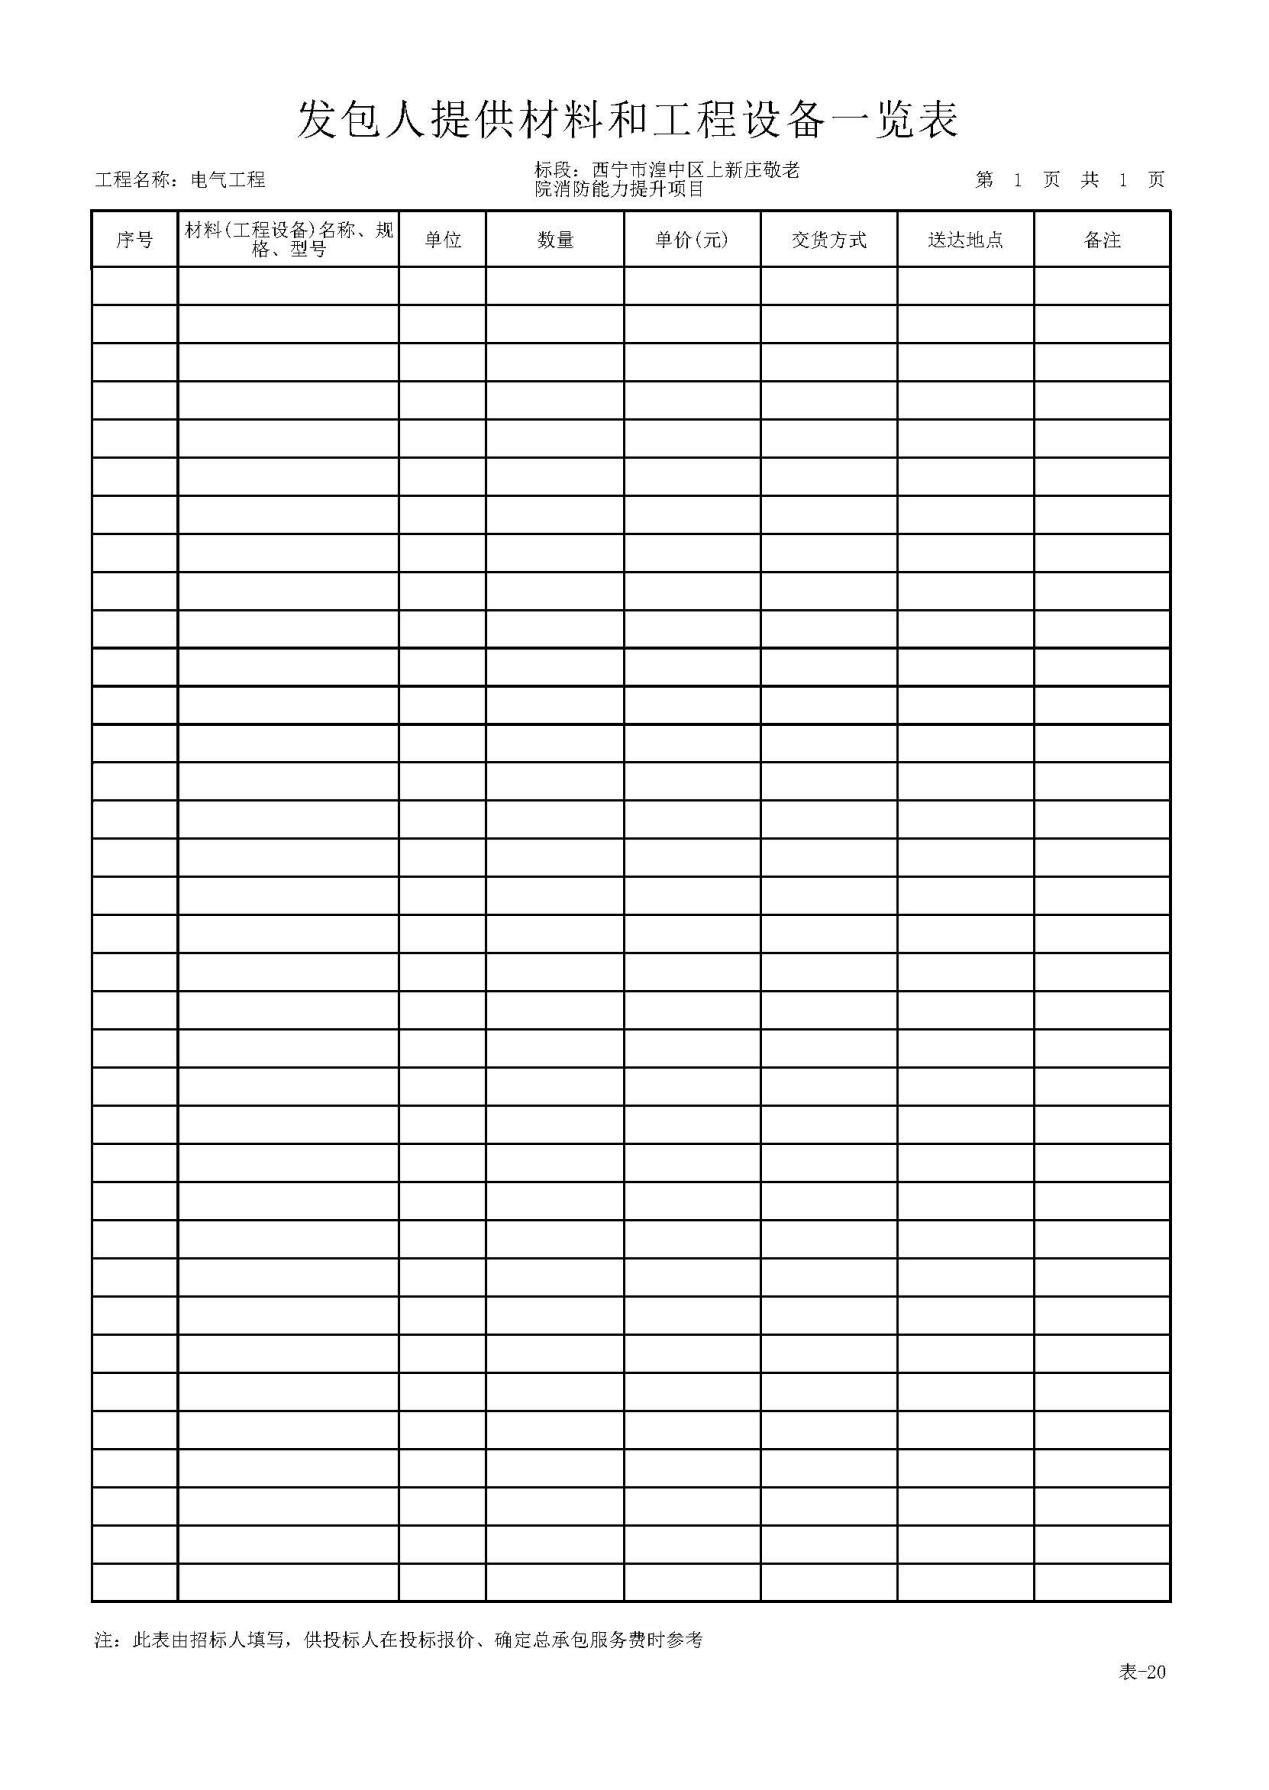 发包人提供材料和工程设备一览表
工程名称：电气工程
标段：西宁市湟中区上新庄敬老
院消防能力提升项目
第 1 页 共 1 页
序号
材料(工程设备)名称、规
格、型号
单位
数量
单价(元)
交货方式
送达地点
备注
注：此表由招标人填写，供投标人在投标报价、确定总承包服务费时参考
表-20